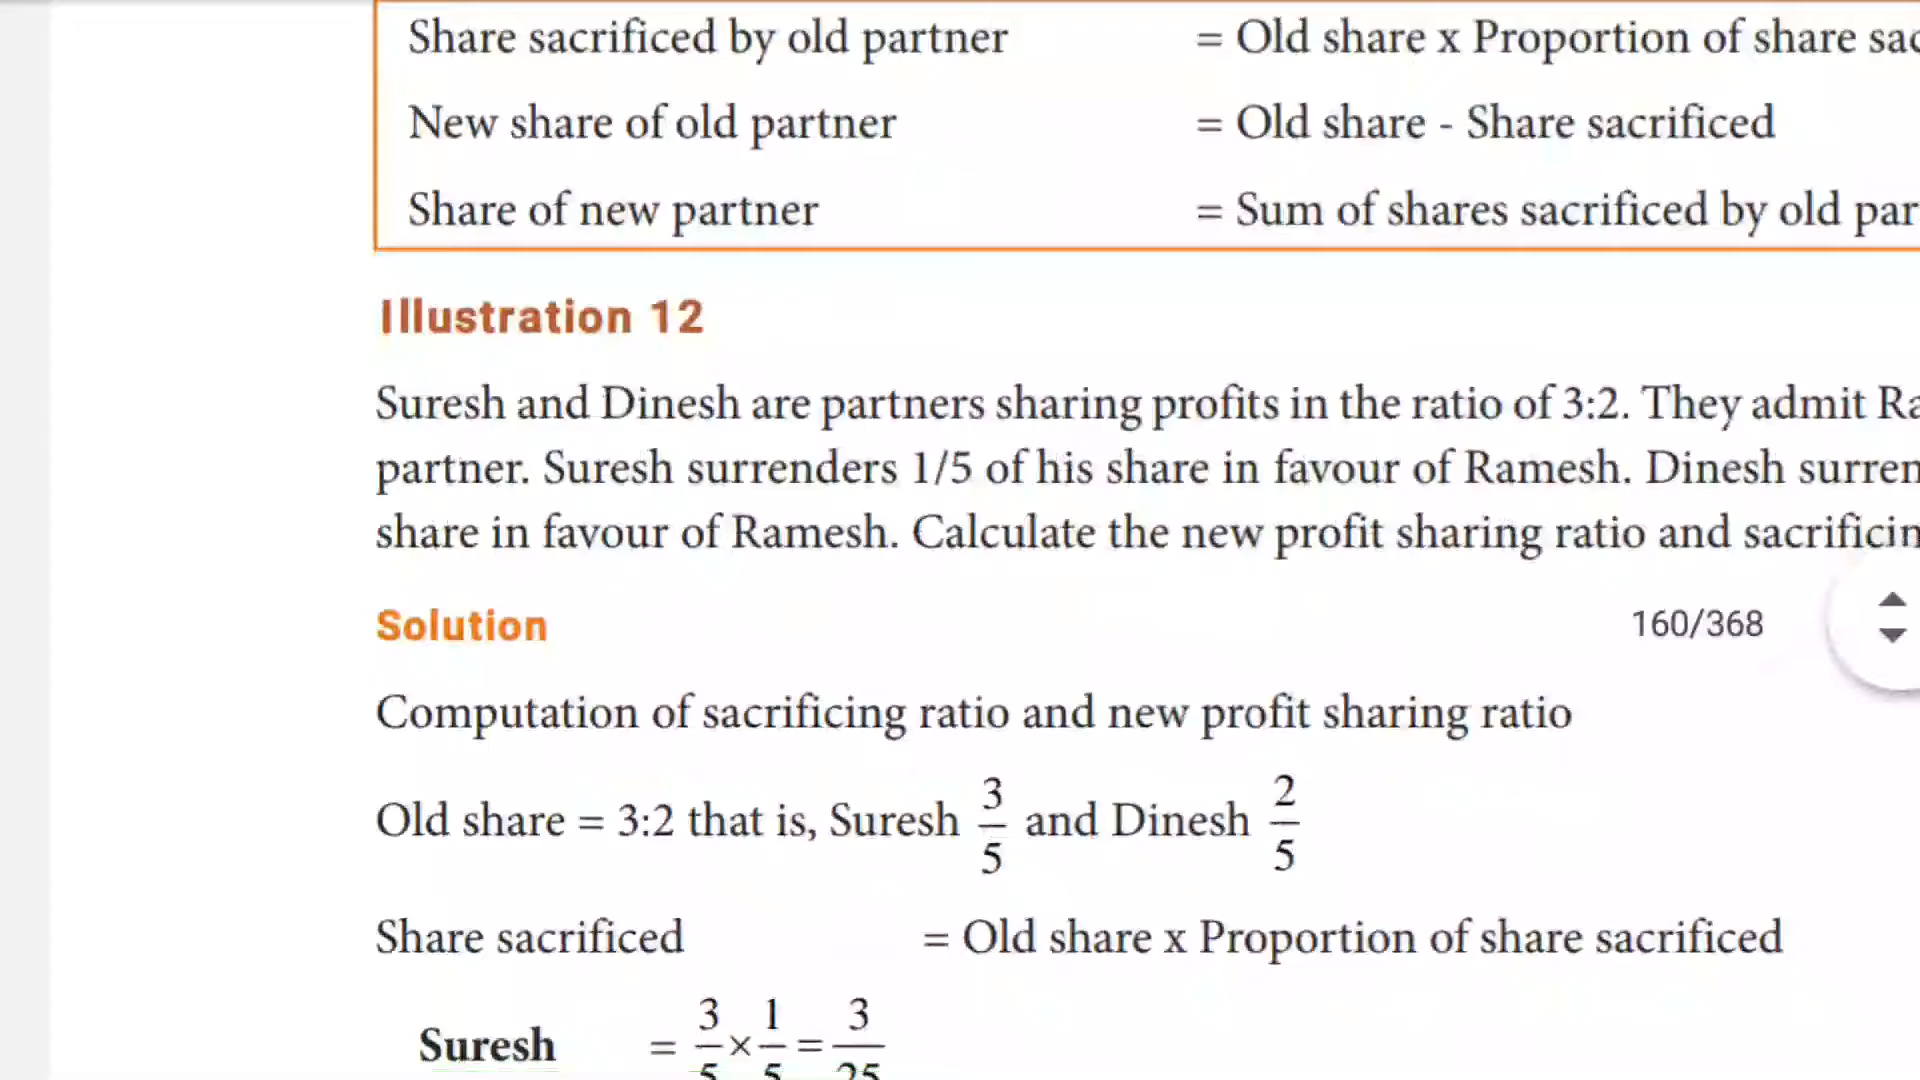 Share sacrificed by old partner = Old share x Proportion of share
New share of old partner = Old share - Share sacrificed
Share of new partner = Sum of shares sacrificed by old
Illustration 12
Suresh and Dinesh are partners sharing profits in the ratio of 3:2. They admit
partner. Suresh surrenders 1/5 of his share in favour of Ramesh. Dinesh
share in favour of Ramesh. Calculate the new profit sharing ratio and
Solution
160/368
Computation of sacrificing ratio and new profit sharing ratio
Old share = 3:2 that is, Suresh 3/5 and Dinesh 2/5
Share sacrificed = Old share x Proportion of share sacrificed
Suresh = 3/5 × 1/5 = 3/25